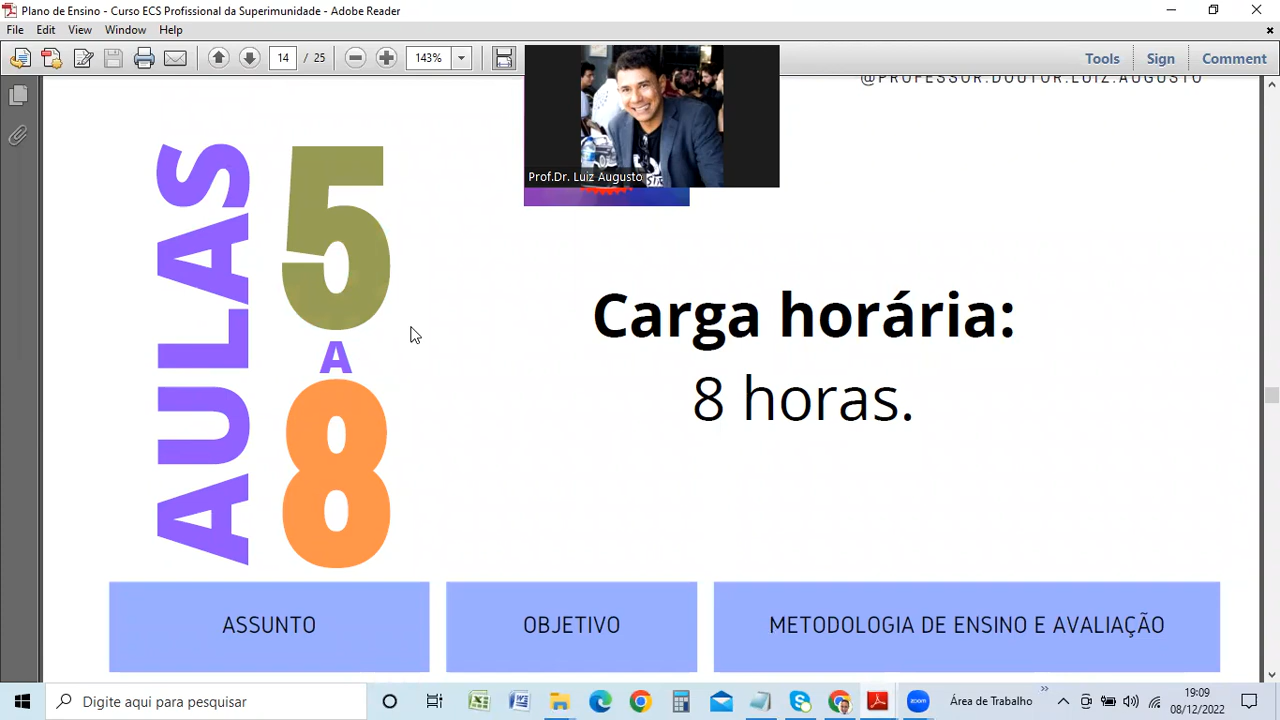 Plano de Ensino - Curso ECS Profissional da Superimunidade - Adobe Reader
File Edit View Window Help
14 / 25 143% Tools Sign Comment
@PROFESSOR.DOUTOR.LUIZ.AUGUSTO
Prof.Dr. Luiz Augusto
AULAS
5
A
8
Carga horária:
8 horas.
ASSUNTO OBJETIVO METODOLOGIA DE ENSINO E AVALIAÇÃO
Digite aqui para pesquisar
zoom
Área de Trabalho
19:09
08/12/2022